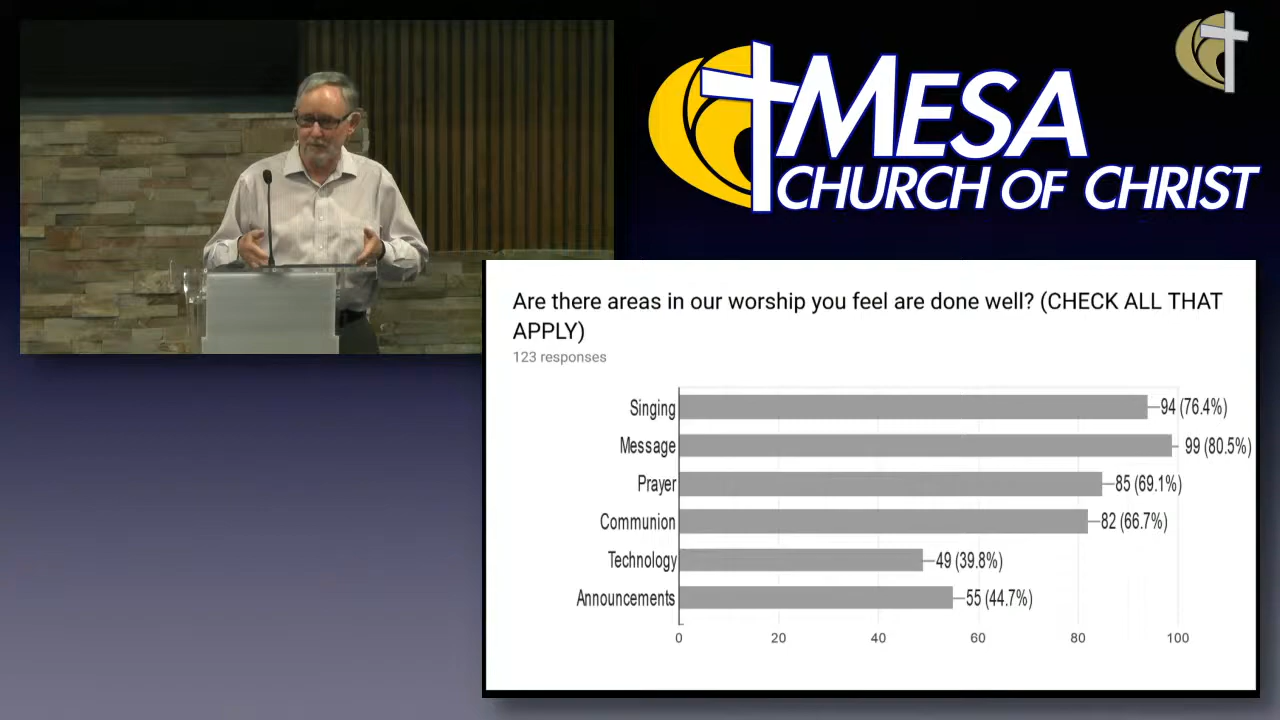 MESA
CHURCH OF CHRIST
Are there areas in our worship you feel are done well? (CHECK ALL THAT
APPLY)
123 responses
Singing 94 (76.4%)
Message 99 (80.5%)
Prayer 85 (69.1%)
Communion 82 (66.7%)
Technology 49 (39.8%)
Announcements 55 (44.7%)
0 20 40 60 80 100